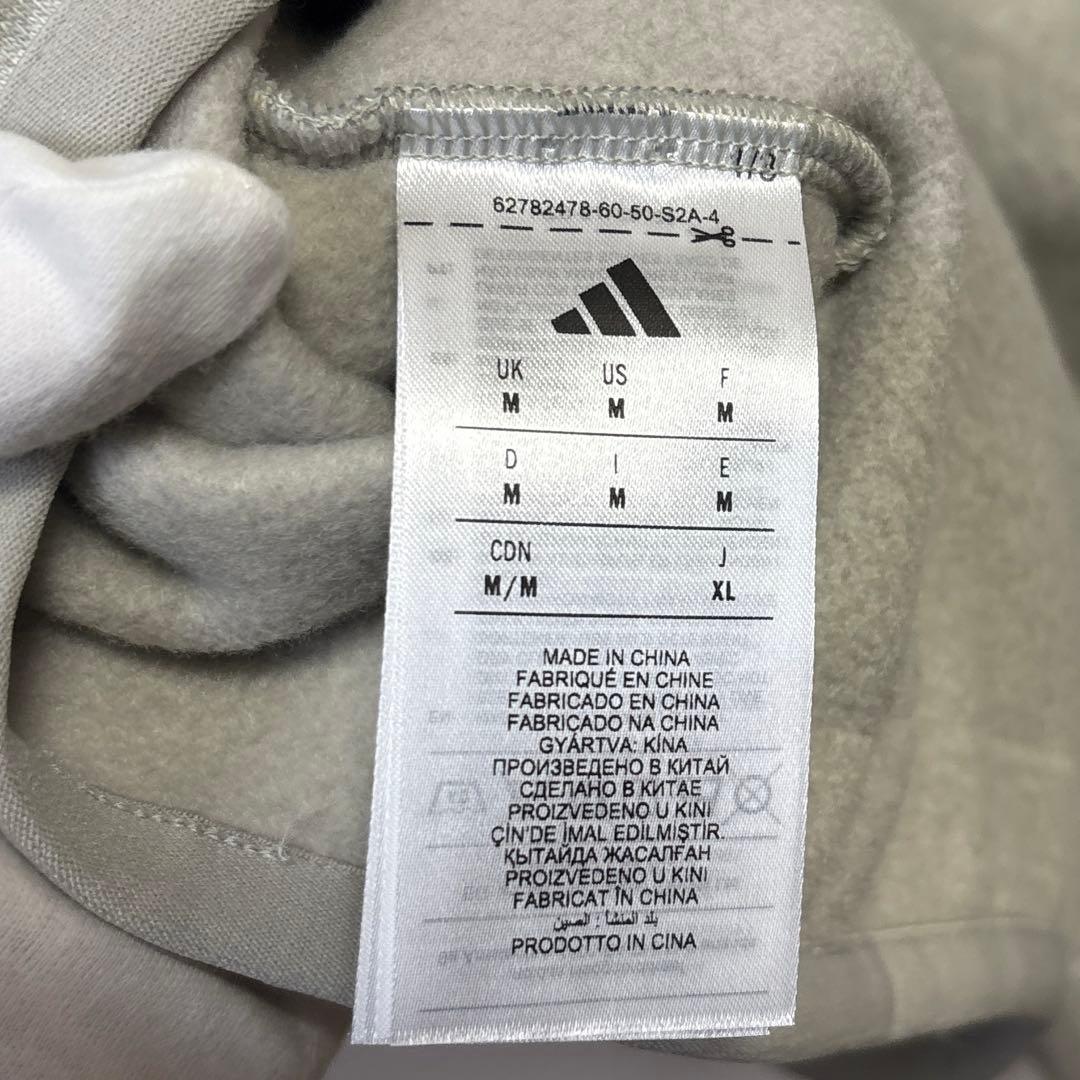 62782478-60-50-S2A-4
UK US F
M M M
D I E
M M M
CDN J
M/M XL
MADE IN CHINA
FABRIQUÉ EN CHINE
FABRICADO EN CHINA
FABRICADO NA CHINA
GYÁRTVA: KÍNA
ПРОИЗВЕДЕНО В КИТАЙ
СДЕЛАНО В КИТАЕ
PROIZVEDENO U KINI
ÇİN'DE İMAL EDİLMİŞTİR
ҚЫТАЙДА ЖАСАЛҒАН
PROIZVEDENO U KINI
FABRICAT ÎN CHINA
بلد المنشأ : الصين
PRODOTTO IN CINA